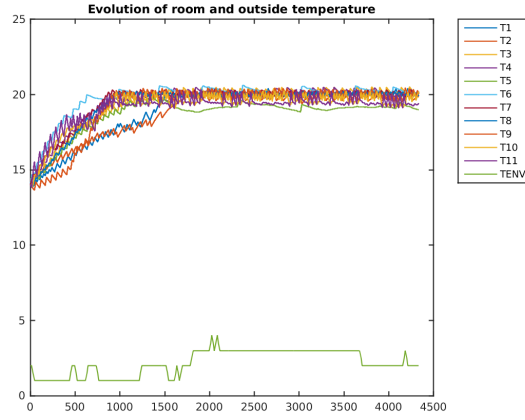 Evolution of room and outside temperature
25
20
15
10
5
0
0 500 1000 1500 2000 2500 3000 3500 4000 4500
T1
T2
T3
T4
T5
T6
T7
T8
T9
T10
T11
TENV